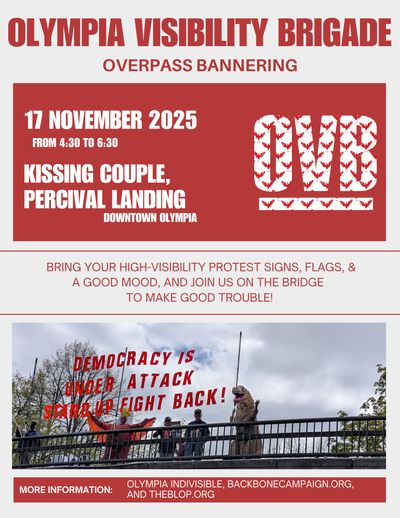 OLYMPIA VISIBILITY BRIGADE
OVERPASS BANNERING
17 NOVEMBER 2025
FROM 4:30 TO 6:30
KISSING COUPLE,
PERCIVAL LANDING
DOWNTOWN OLYMPIA
OVB
BRING YOUR HIGH-VISIBILITY PROTEST SIGNS, FLAGS, &
A GOOD MOOD, AND JOIN US ON THE BRIDGE
TO MAKE GOOD TROUBLE!
DEMOCRACY IS
UNDER ATTACK
STAND UP FIGHT BACK!
MORE INFORMATION:
OLYMPIA INDIVISIBLE, BACKBONECAMPAIGN.ORG,
AND THEBLOP.ORG